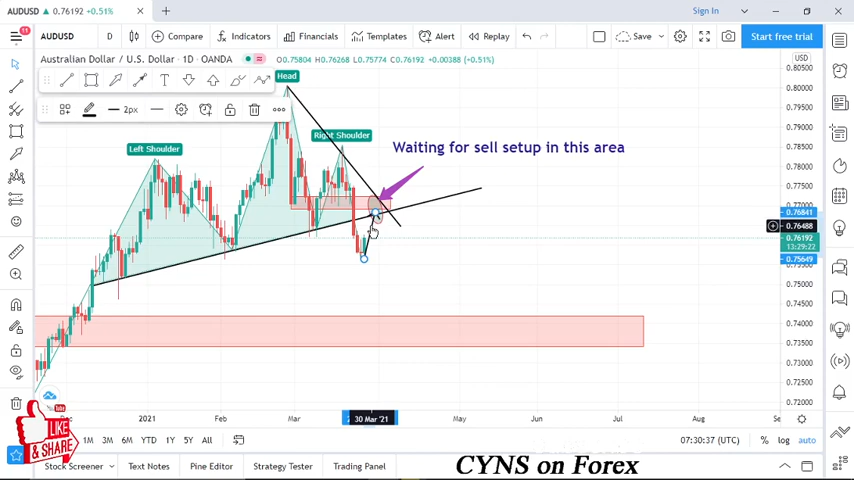 AUDUSD ▲ 0.76192 +0.51%
Sign In
11
AUDUSD
D
Compare
Indicators
Financials
Templates
Alert
Replay
Save
Start free trial
Australian Dollar / U.S. Dollar · 1D · OANDA
O0.75804 H0.76268 L0.75774 C0.76192 +0.00388 (+0.51%)
USD
2px
Head
Left Shoulder
Right Shoulder
Waiting for sell setup in this area
0.80500
0.79500
0.79000
0.78500
0.78000
0.77500
0.77000
0.76841
0.76488
0.76192
13:29:22
0.75649
0.75000
0.74500
0.74000
0.73500
0.73000
0.72500
0.72000
2021
Feb
Mar
30 Mar '21
May
Jun
Jul
Aug
Se
LIKE
& SHARE
1M 3M 6M YTD 1Y 5Y All
07:30:37 (UTC)
% log auto
Stock Screener
Text Notes
Pine Editor
Strategy Tester
Trading Panel
CYNS on Forex